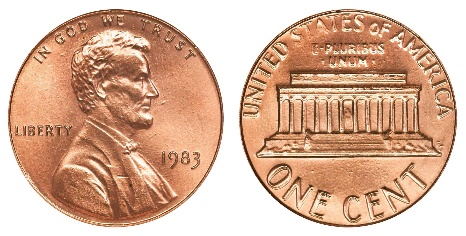 IN GOD WE TRUST
LIBERTY
1983
UNITED STATES OF AMERICA
E·PLURIBUS
·UNUM·
ONE CENT